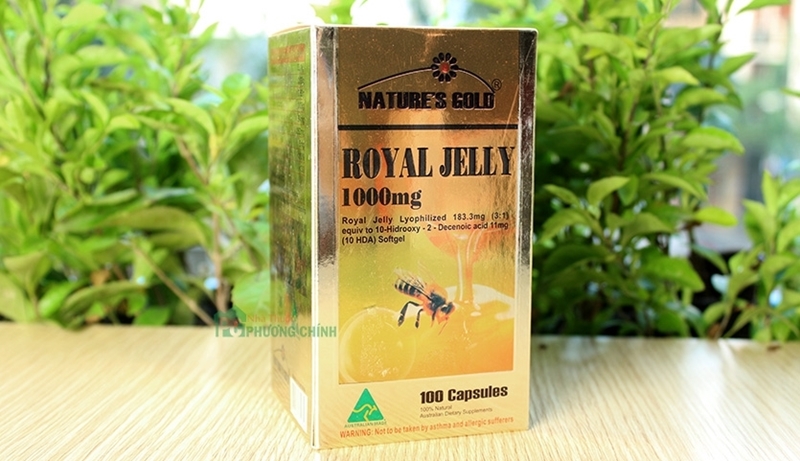 NATURE'S GOLD®
ROYAL JELLY
1000mg
Royal Jelly Lyophilized 183.3mg (3:1)
equiv to 10-Hidrooxy - 2 - Decenoic acid 11mg
(10 HDA) Softgel
PHƯƠNG CHÍNH
100 Capsules
100% Natural
Australian Dietary Supplements
WARNING: Not to be taken by asthma and allergic sufferers